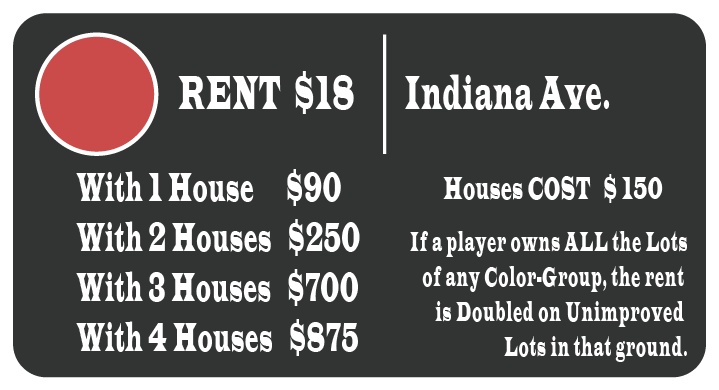 RENT $18
Indiana Ave.
With 1 House $90
With 2 Houses $250
With 3 Houses $700
With 4 Houses $875
Houses COST $150
If a player owns ALL the Lots
of any Color-Group, the rent
is Doubled on Unimproved
Lots in that ground.